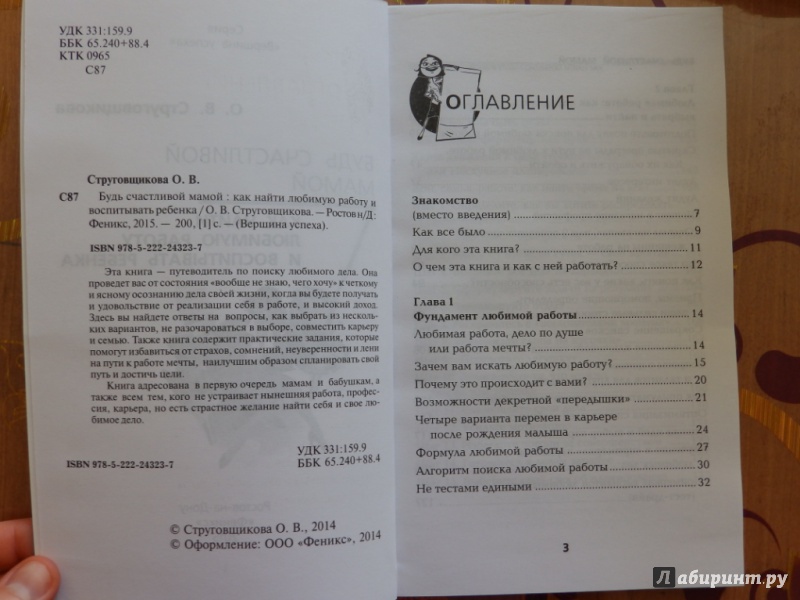 УДК 331:159.9
ББК 65.240+88.4
КТК 0965
С87
Струговщикова О. В.
С87 Будь счастливой мамой : как найти любимую работу и
воспитывать ребенка / О. В. Струговщикова. — Ростов н/Д:
Феникс, 2015. — 200, [1] с. — (Вершина успеха).
ISBN 978-5-222-24323-7
Эта книга — путеводитель по поиску любимого дела. Она
проведет вас от состояния «вообще не знаю, чего хочу» к четкому
и ясному осознанию дела своей жизни, когда вы будете получать
и удовольствие от реализации себя в работе, и высокий доход.
Здесь вы найдете ответы на вопросы, как выбрать из несколь-
ких вариантов, не разочароваться в выборе, совместить карьеру
и семью. Также книга содержит практические задания, которые
помогут избавиться от страхов, сомнений, неуверенности и лени
на пути к работе мечты, наилучшим образом спланировать свой
путь и достичь цели.
Книга адресована в первую очередь мамам и бабушкам, а
также всем тем, кого не устраивает нынешняя работа, профес-
сия, карьера, но есть страстное желание найти себя и свое лю-
бимое дело.
УДК 331:159.9
ISBN 978-5-222-24323-7 ББК 65.240+88.4
© Струговщикова О. В., 2014
© Оформление: ООО «Феникс», 2014
ОГЛАВЛЕНИЕ
Знакомство
(вместо введения) 7
Как все было 9
Для кого эта книга? 11
О чем эта книга и как с ней работать? 12
Глава 1
Фундамент любимой работы 14
Любимая работа, дело по душе
или работа мечты? 14
Зачем вам искать любимую работу? 15
Почему это происходит с вами? 20
Возможности декретной «передышки» 21
Четыре варианта перемен в карьере
после рождения малыша 24
Формула любимой работы 27
Алгоритм поиска любимой работы 30
Не тестами едиными 32
3
Лабиринт.ру